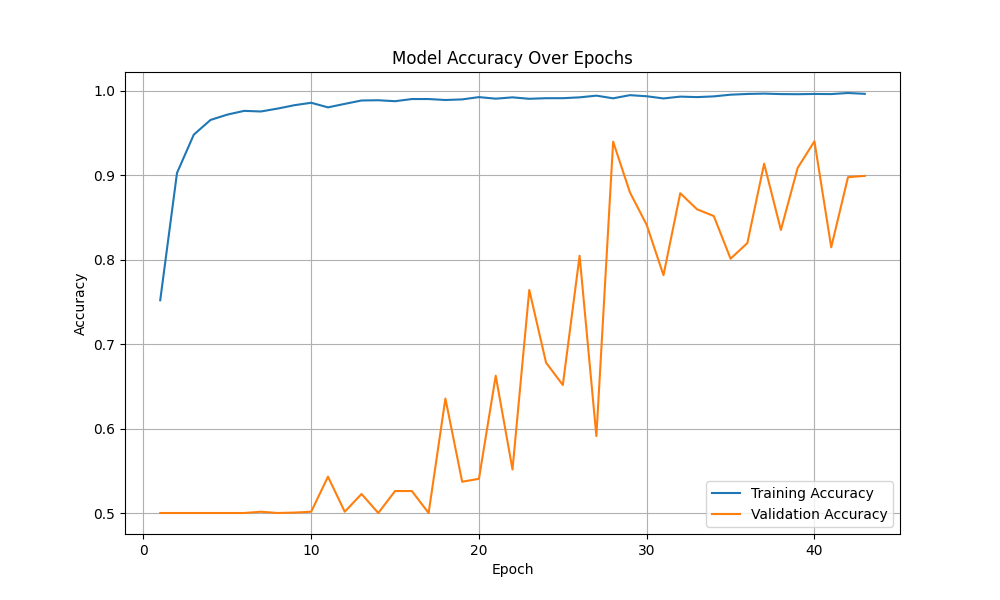 Model Accuracy Over Epochs
1.0
0.9
0.8
0.7
0.6
0.5
Accuracy
0 10 20 30 40
Epoch
Training Accuracy
Validation Accuracy